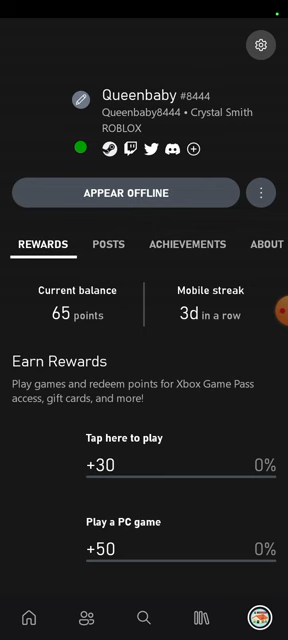 Queenbaby #8444
Queenbaby8444 • Crystal Smith
ROBLOX
APPEAR OFFLINE
REWARDS POSTS ACHIEVEMENTS ABOUT
Current balance Mobile streak
65 points 3d in a row
Earn Rewards
Play games and redeem points for Xbox Game Pass
access, gift cards, and more!
Tap here to play
+30 0%
Play a PC game
+50 0%